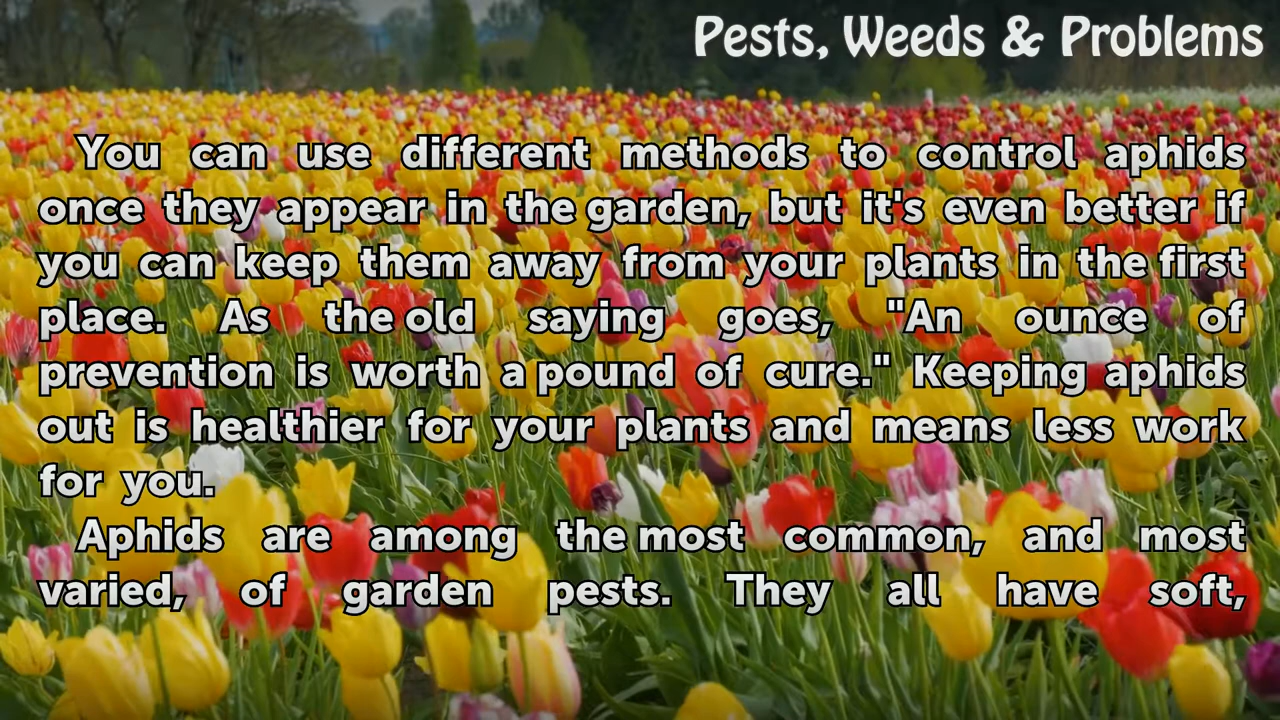 Pests, Weeds & Problems
You can use different methods to control aphids
once they appear in the garden, but it's even better if
you can keep them away from your plants in the first
place. As the old saying goes, "An ounce of
prevention is worth a pound of cure." Keeping aphids
out is healthier for your plants and means less work
for you.
Aphids are among the most common, and most
varied, of garden pests. They all have soft,